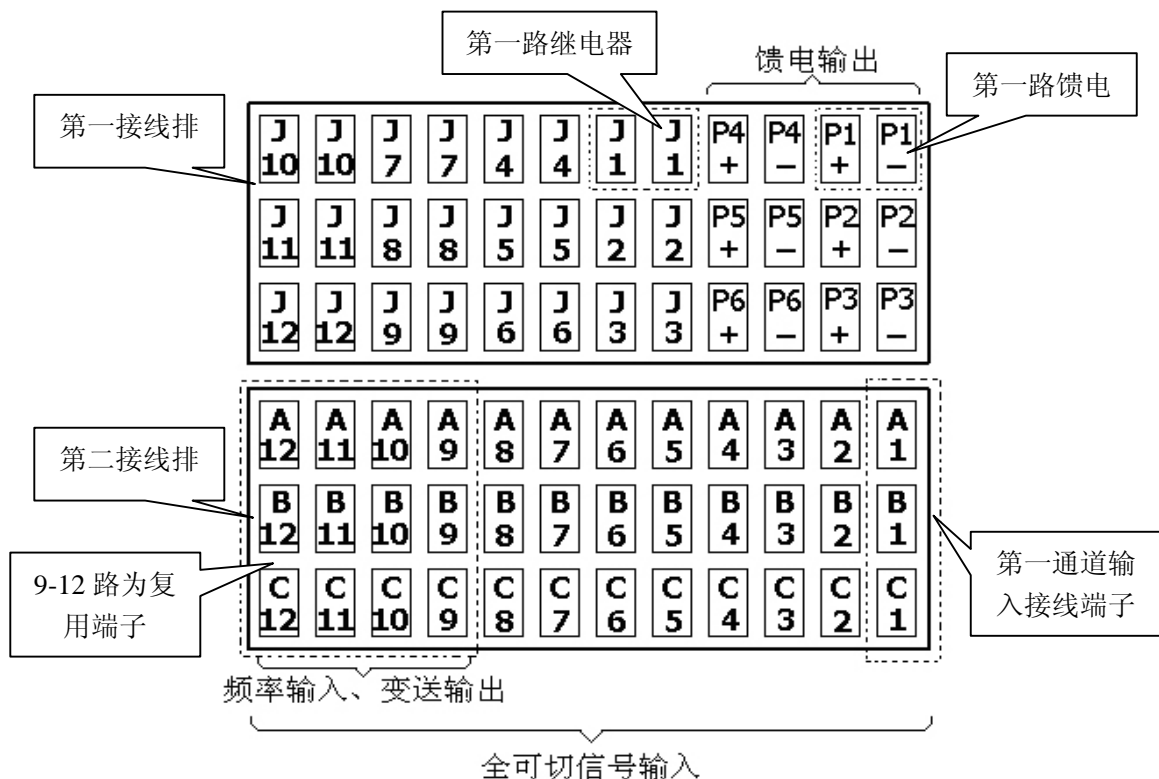 第一路继电器
馈电输出
第一路馈电
第一接线排
J J J J J J J J P4 P4 P1 P1
10 10 7 7 4 4 1 1 + − + −
J J J J J J J J P5 P5 P2 P2
11 11 8 8 5 5 2 2 + − + −
J J J J J J J J P6 P6 P3 P3
12 12 9 9 6 6 3 3 + − + −
第二接线排
A A A A A A A A A A A A
12 11 10 9 8 7 6 5 4 3 2 1
B B B B B B B B B B B B
12 11 10 9 8 7 6 5 4 3 2 1
C C C C C C C C C C C C
12 11 10 9 8 7 6 5 4 3 2 1
9-12 路为复
用端子
第一通道输
入接线端子
频率输入、变送输出
全可切信号输入